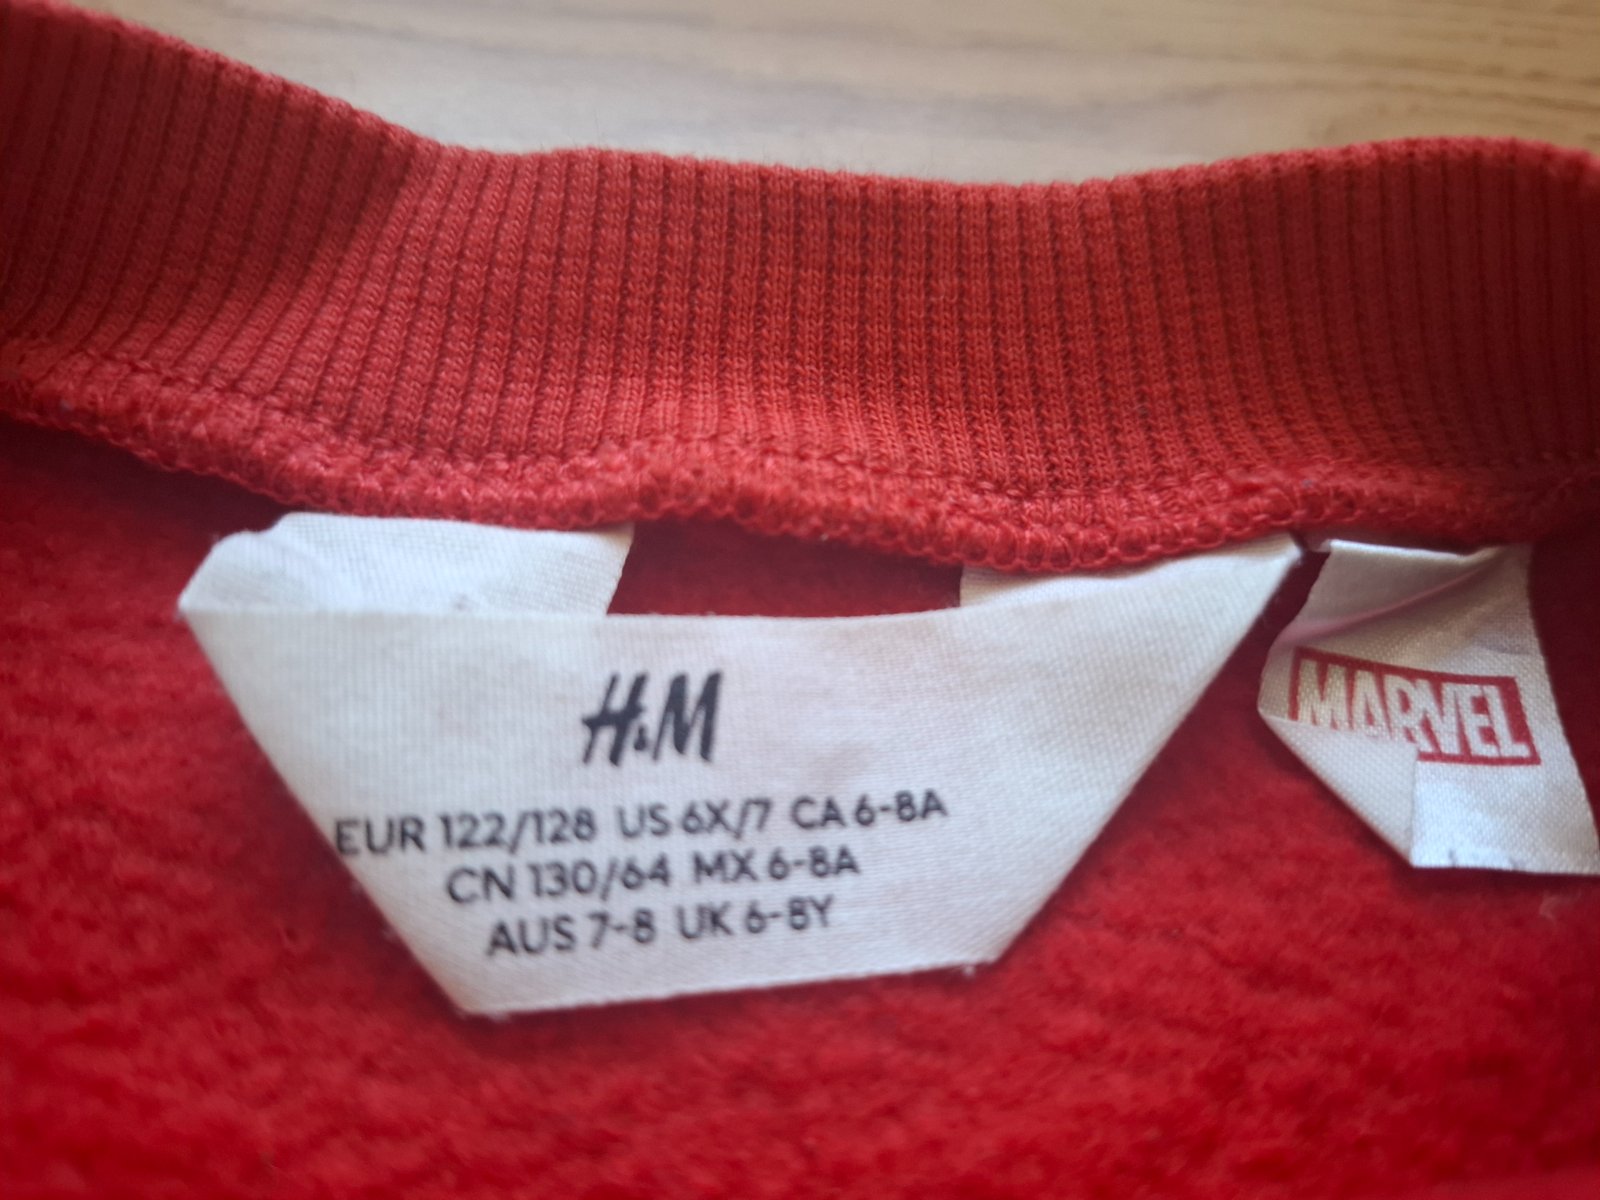 H&M
EUR 122/128 US 6X/7 CA 6-8A
CN 130/64 MX 6-8A
AUS 7-8 UK 6-8Y
MARVEL